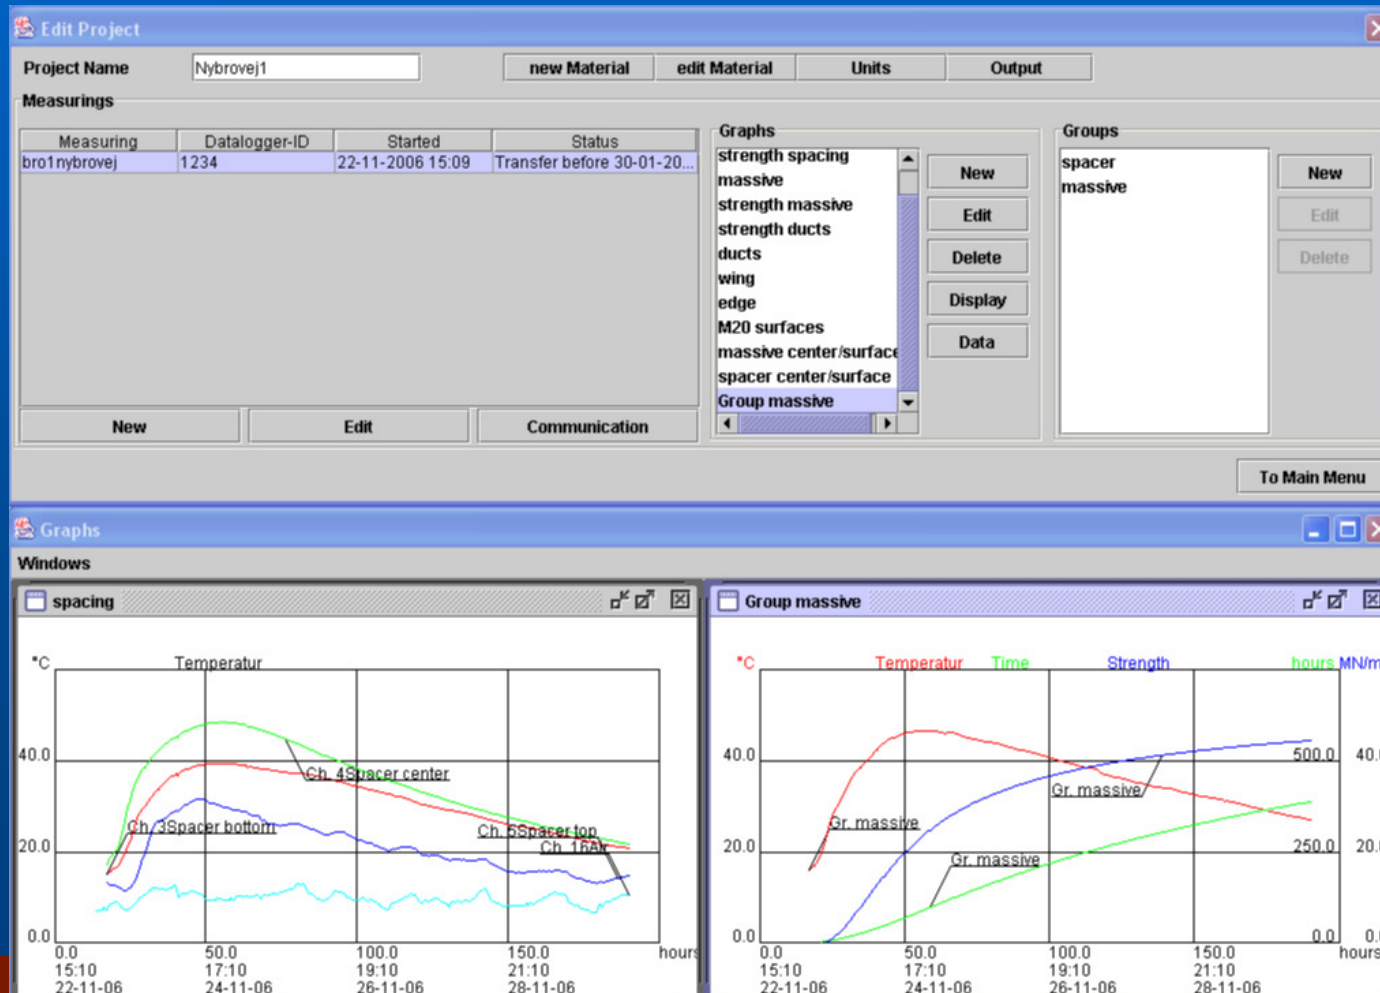 Edit Project
Project Name Nybrovej1 new Material edit Material Units Output
Measurings
Measuring Datalogger-ID Started Status
bro1nybrovej 1234 22-11-2006 15:09 Transfer before 30-01-20...
New Edit Communication
Graphs
strength spacing
massive
strength massive
strength ducts
ducts
wing
edge
M20 surfaces
massive center/surface
spacer center/surface
Group massive
New
Edit
Delete
Display
Data
Groups
spacer
massive
New
Edit
Delete
To Main Menu
Graphs
Windows
spacing
°C Temperatur
40.0
20.0
0.0
Ch. 4Spacer center
Ch. 3Spacer bottom
Ch. 5Spacer top
Ch. 16Air
0.0 50.0 100.0 150.0 hours
15:10 17:10 19:10 21:10
22-11-06 24-11-06 26-11-06 28-11-06
Group massive
°C Temperatur Time Strength hours MN/m
40.0 500.0 40.
20.0 250.0 20.
0.0 0.0 0.
Gr. massive
Gr. massive
Gr. massive
0.0 50.0 100.0 150.0 hours
15:10 17:10 19:10 21:10
22-11-06 24-11-06 26-11-06 28-11-06